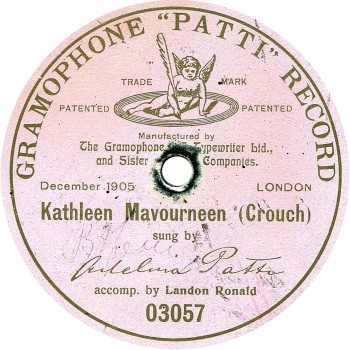 GRAMOPHONE "PATTI" RECORD
TRADE MARK
PATENTED PATENTED
Manufactured by
The Gramophone Typewriter Ltd.,
and Sister Companies.
December 1905 LONDON
Kathleen Mavourneen (Crouch)
sung by
Adelina Patti
accomp. by Landon Ronald
03057